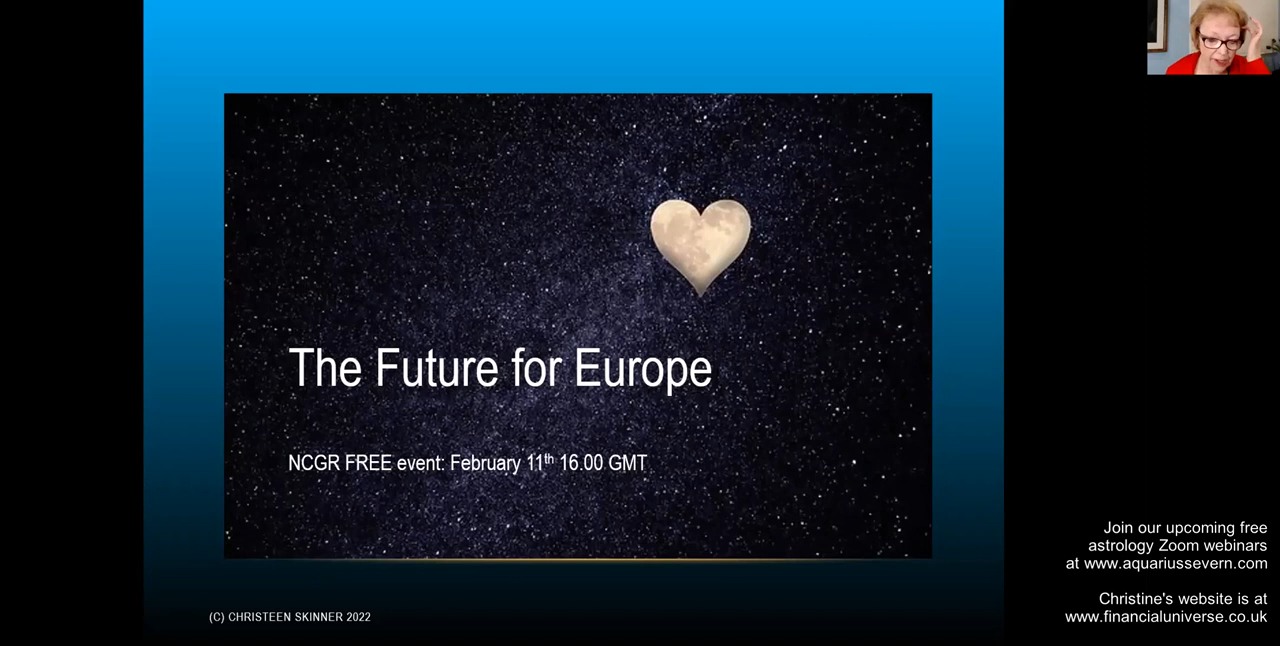 The Future for Europe
NCGR FREE event: February 11th 16.00 GMT
(C) CHRISTEEN SKINNER 2022
Join our upcoming free
astrology Zoom webinars
at www.aquariussevern.com
Christine's website is at
www.financialuniverse.co.uk